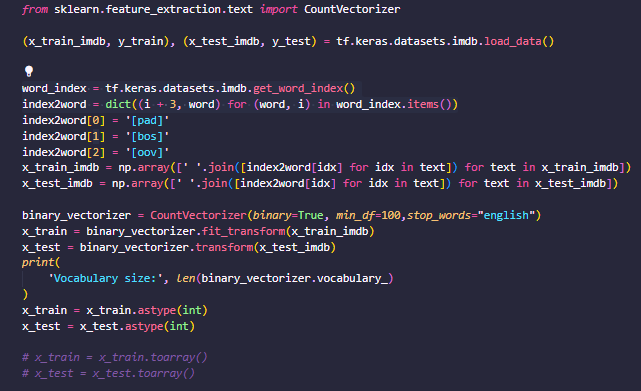 from sklearn.feature_extraction.text import CountVectorizer
(x_train_imdb, y_train), (x_test_imdb, y_test) = tf.keras.datasets.imdb.load_data()
word_index = tf.keras.datasets.imdb.get_word_index()
index2word = dict((i + 3, word) for (word, i) in word_index.items())
index2word[0] = '[pad]'
index2word[1] = '[bos]'
index2word[2] = '[oov]'
x_train_imdb = np.array([' '.join([index2word[idx] for idx in text]) for text in x_train_imdb])
x_test_imdb = np.array([' '.join([index2word[idx] for idx in text]) for text in x_test_imdb])
binary_vectorizer = CountVectorizer(binary=True, min_df=100,stop_words="english")
x_train = binary_vectorizer.fit_transform(x_train_imdb)
x_test = binary_vectorizer.transform(x_test_imdb)
print(
    'Vocabulary size:', len(binary_vectorizer.vocabulary_)
)
x_train = x_train.astype(int)
x_test = x_test.astype(int)
# x_train = x_train.toarray()
# x_test = x_test.toarray()